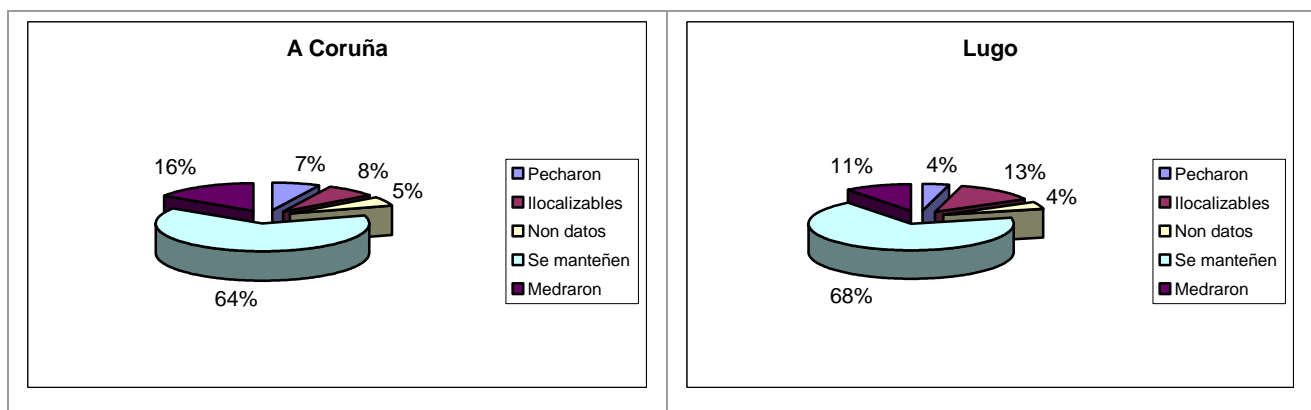 A Coruña
16%
7%
8%
5%
64%
Pecharon
Ilocalizables
Non datos
Se manteñen
Medraron
Lugo
11%
4%
13%
4%
68%
Pecharon
Ilocalizables
Non datos
Se manteñen
Medraron